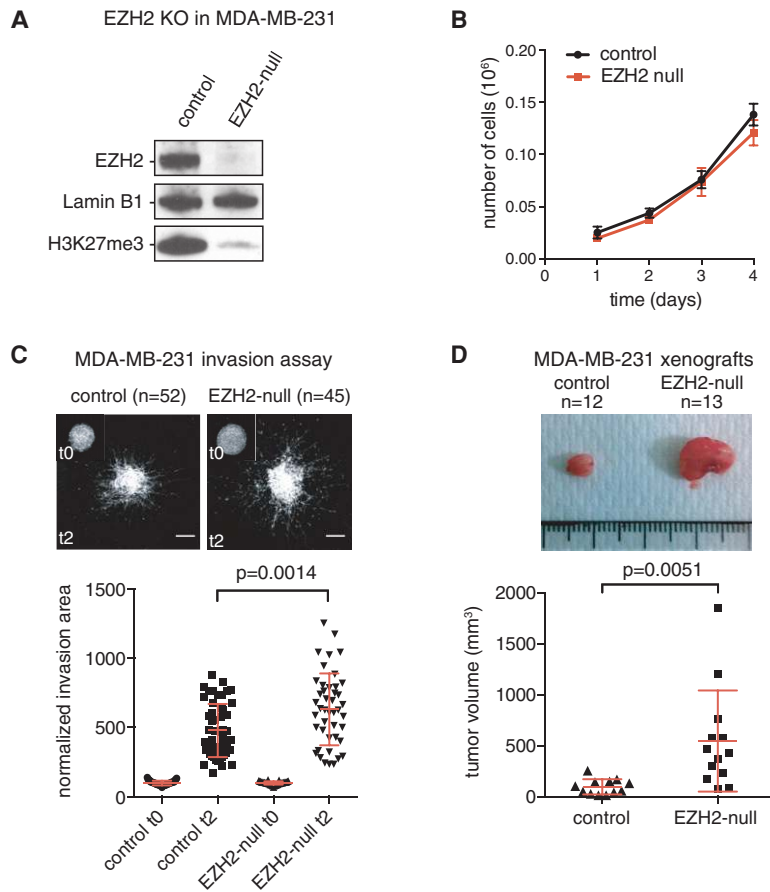 A
EZH2 KO in MDA-MB-231
control
EZH2-null
EZH2
Lamin B1
H3K27me3
B
control
EZH2 null
number of cells (10⁶)
0.20
0.15
0.10
0.05
0.00
0 1 2 3 4
time (days)
C
MDA-MB-231 invasion assay
control (n=52) EZH2-null (n=45)
t0 t0
t2 t2
p=0.0014
normalized invasion area
1500
1000
500
0
control t0
control t2
EZH2-null t0
EZH2-null t2
D
MDA-MB-231 xenografts
control EZH2-null
n=12 n=13
p=0.0051
tumor volume (mm³)
2000
1500
1000
500
0
control EZH2-null